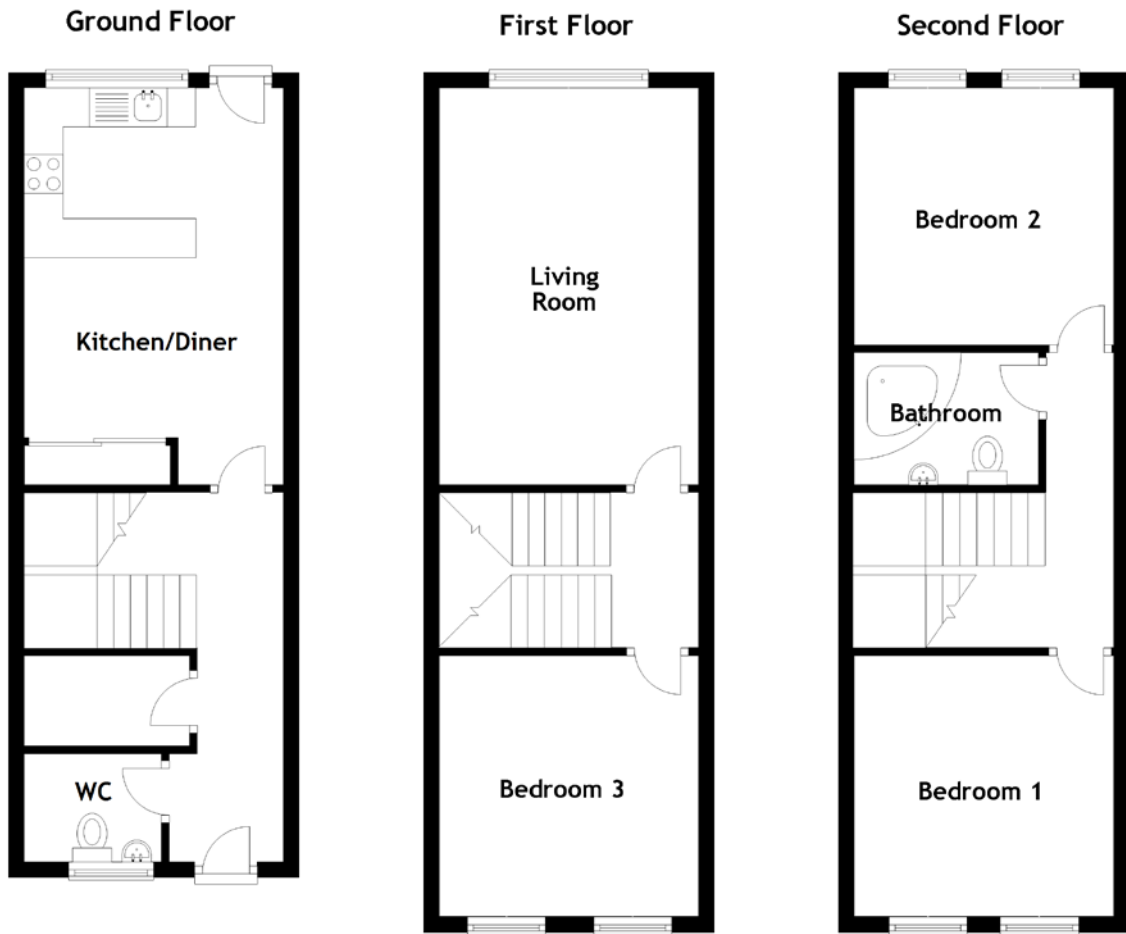 Ground Floor
First Floor
Second Floor
Kitchen/Diner
WC
Living
Room
Bedroom 3
Bedroom 2
Bathroom
Bedroom 1